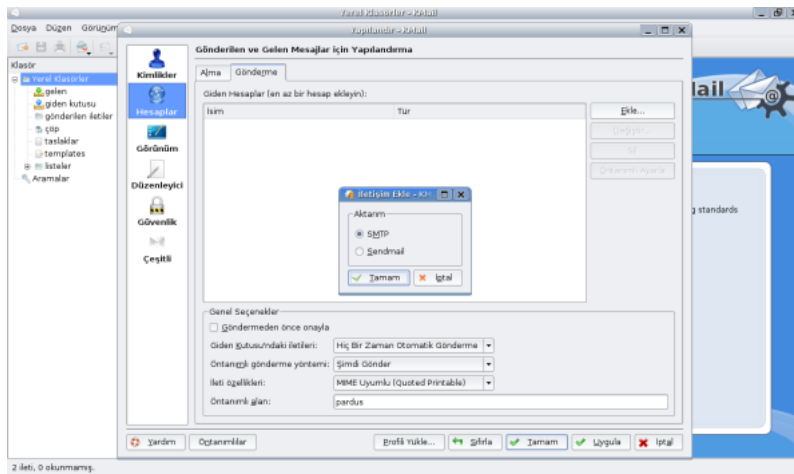 Yerel Klasörler - KMail
Dosya Düzen Görünüm
Yapılandır - KMail
Klasör
Yerel Klasörler
gelen
giden kutusu
gönderilen iletiler
çöp
taslaklar
templates
listeler
Aramalar
Kimlikler
Hesaplar
Görünüm
Düzenleyici
Güvenlik
Çeşitli
Gönderilen ve Gelen Mesajlar için Yapılandırma
Alma Gönderme
Giden Hesaplar (en az bir hesap ekleyin):
İsim Tür
Ekle...
Değiştir...
Sil
Öntanımlı Ayarla
İletişim Ekle - KM
Aktarım
SMTP
Sendmail
Tamam İptal
Genel Seçenekler
Göndermeden önce onayla
Giden Kutusu'ndaki iletileri: Hiç Bir Zaman Otomatik Gönderme
Öntanımlı gönderme yöntemi: Şimdi Gönder
İleti özellikleri: MIME Uyumlu (Quoted Printable)
Öntanımlı alan: pardus
Yardım Öntanımlılar Profili Yükle... Sıfırla Tamam Uygula İptal
ail
g standards
2 ileti, 0 okunmamış.